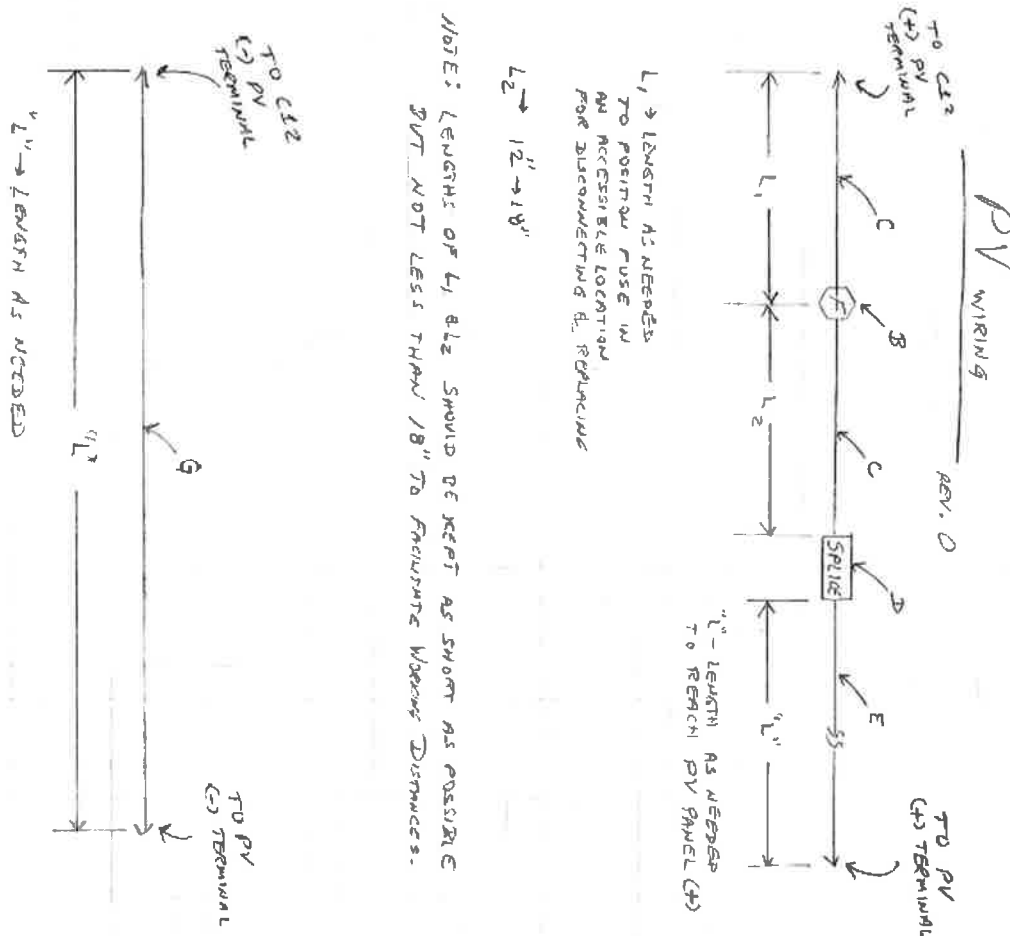 PV WIRING REV. 0
TO C12
(+) PV
TERMINAL
C
B
F
C
D
SPLICE
E
SS
TO PV
(+) TERMINAL
L1
L2
"L"
"L" - LENGTH AS NEEDED
TO REACH PV PANEL (+)
L1 → LENGTH AS NEEDED
TO POSITION FUSE IN
AN ACCESSIBLE LOCATION
FOR DISCONNECTING & REPLACING
L2 → 12" → 18"
NOTE: LENGTHS OF L1 & L2 SHOULD BE KEPT AS SHORT AS POSSIBLE
BUT NOT LESS THAN 18" TO FACILITATE WORKING DISTANCES.
TO C12
(-) PV
TERMINAL
G
TO PV
(-) TERMINAL
"L"
"L" → LENGTH AS NEEDED